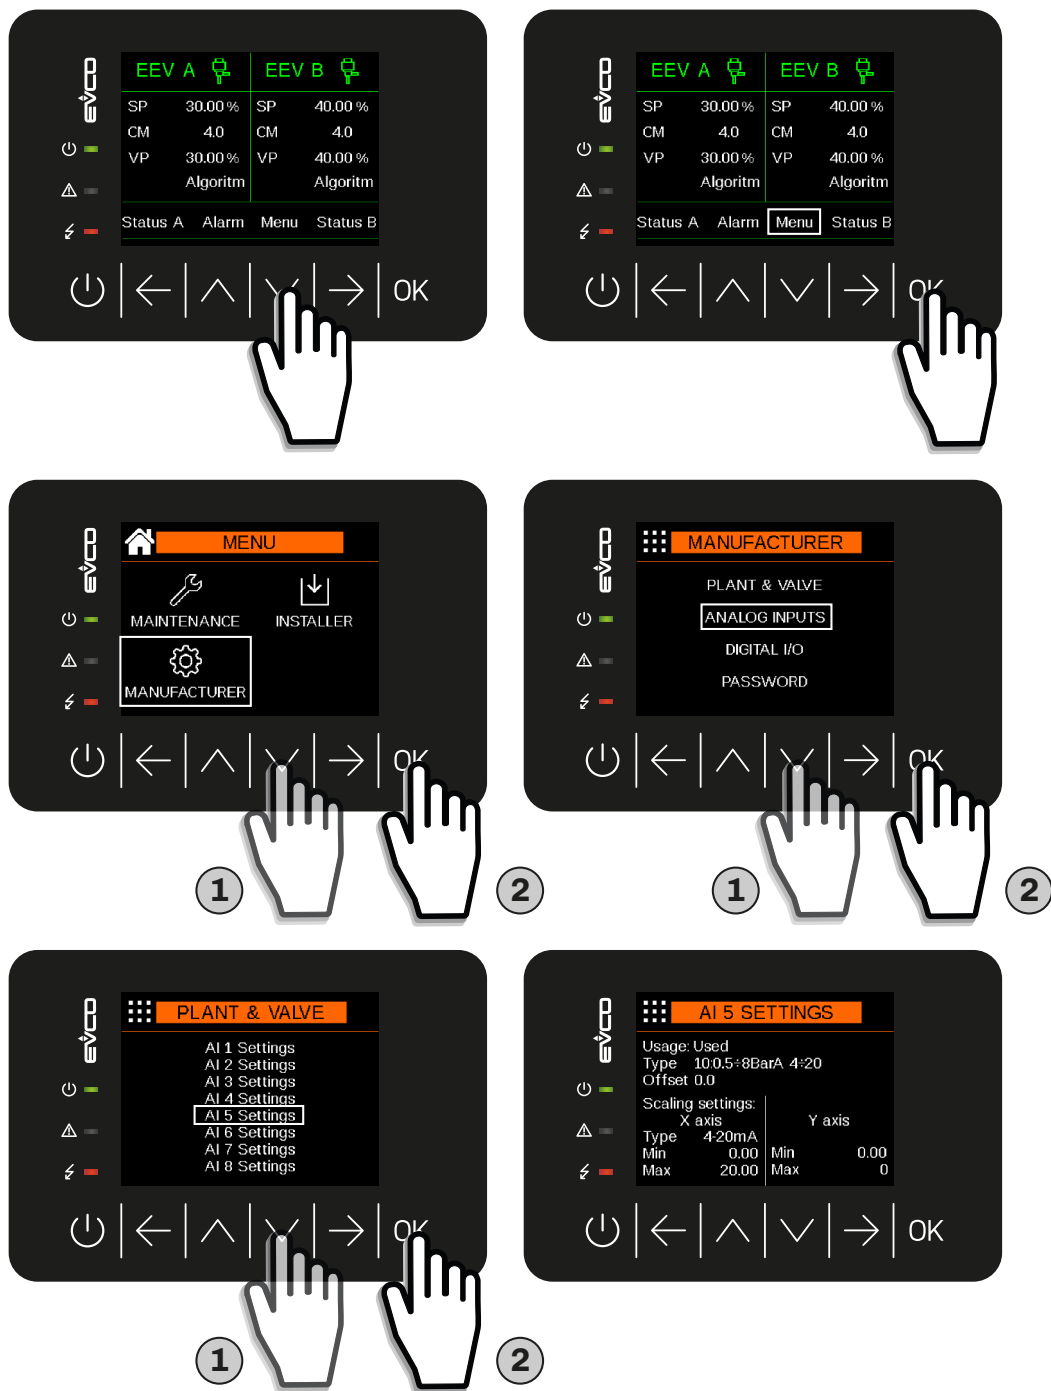 EVCO
EEV A EEV B
SP 30.00 % SP 40.00 %
CM 4.0 CM 4.0
VP 30.00 % VP 40.00 %
Algoritm Algoritm
Status A Alarm Menu Status B
OK
EVCO
EEV A EEV B
SP 30.00 % SP 40.00 %
CM 4.0 CM 4.0
VP 30.00 % VP 40.00 %
Algoritm Algoritm
Status A Alarm Menu Status B
OK
EVCO
MENU
MAINTENANCE INSTALLER
MANUFACTURER
OK
1 2
EVCO
MANUFACTURER
PLANT & VALVE
ANALOG INPUTS
DIGITAL I/O
PASSWORD
OK
1 2
EVCO
PLANT & VALVE
AI 1 Settings
AI 2 Settings
AI 3 Settings
AI 4 Settings
AI 5 Settings
AI 6 Settings
AI 7 Settings
AI 8 Settings
OK
1 2
EVCO
AI 5 SETTINGS
Usage: Used
Type 10:0.5÷8BarA 4÷20
Offset 0.0
Scaling settings:
X axis Y axis
Type 4-20mA
Min 0.00 Min 0.00
Max 20.00 Max 0
OK